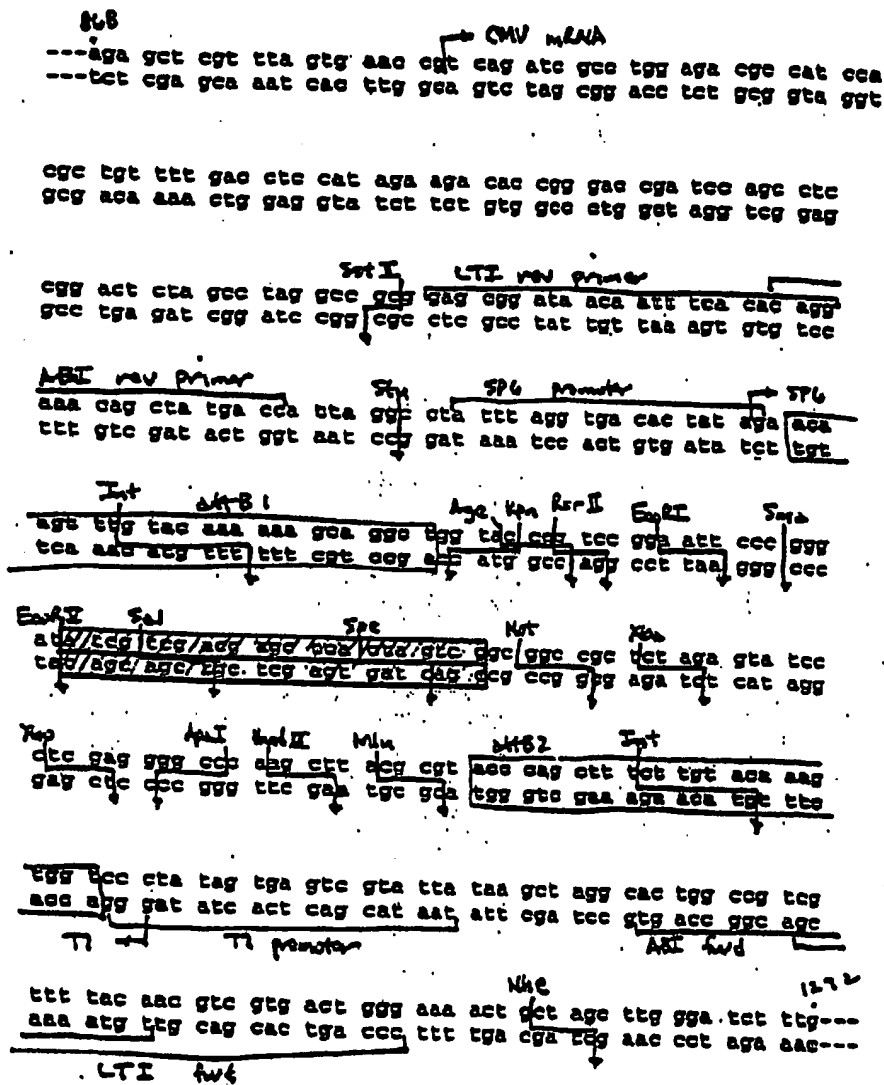 868 CMV mRNA
---aga gct cgt tta gtg aac cgt cag atc gcc tgg aga cgc cat cca
---tct cga gca aat cac ttg gca gtc tag cgg acc tct gcg gta ggt
cgc tgt ttt gac ctc cat aga aga cac cgg gac cga tcc agc ctc
gcg aca aaa ctg gag gta tct tct gtg gcc ctg gct agg tcg gag
LTI rev primer
cgg act cta gcc tag gcc gcg gag cgg ata aca att tca cac agg
gcc tga gat cgg atc cgg cgc ctc gcc tat tgt taa agt gtg tcc
ABI rev primer SP6 promoter SP6
aaa cag cta tga cca tta ggc cta ttt agg tga cac tat aga aca
ttt gtc gat act ggt aat ccg gat aaa tcc act gtg ata tct tgt
Int attB1 Age Kpn RsrII EcoRI Sma
agt ttg tac aaa aaa gca ggc tgg tac cgg tcc gga att ccc ggg
tca aac atg ttt ttt cgt ccg acc atg gcc agg cct taa ggg ccc
EcoRV Sal Spe Not Xba
tcg acg agc gtc cgc ggc cgc tct aga gta tcc
agc tgc tcg agt gat cag gcg ccg gcg aga tct cat agg
Xho ApaI HindIII Mlu attB2 Int
ctc gag ggg ccc aag ctt acg cgt acc cag ctt tct tgt aca aag
gag ctc ccc ggg ttc gaa tgc gca tgg gtc gaa aga aca tgt ttc
tgg tcc cta tag tga gtc gta tta taa gct agg cac tgg ccg tcg
acc agg gat atc act cag cat aat att cga tcc gtg acc ggc agc
T7 T7 promoter ABI fwd
Nhe 1292
ttt tac aac gtc gtg act ggg aaa act gct agc ttg gga tct ttg---
aaa atg ttg cag cac tga ccc ttt tga cga tcg aac cct aga aac---
LTI fwd